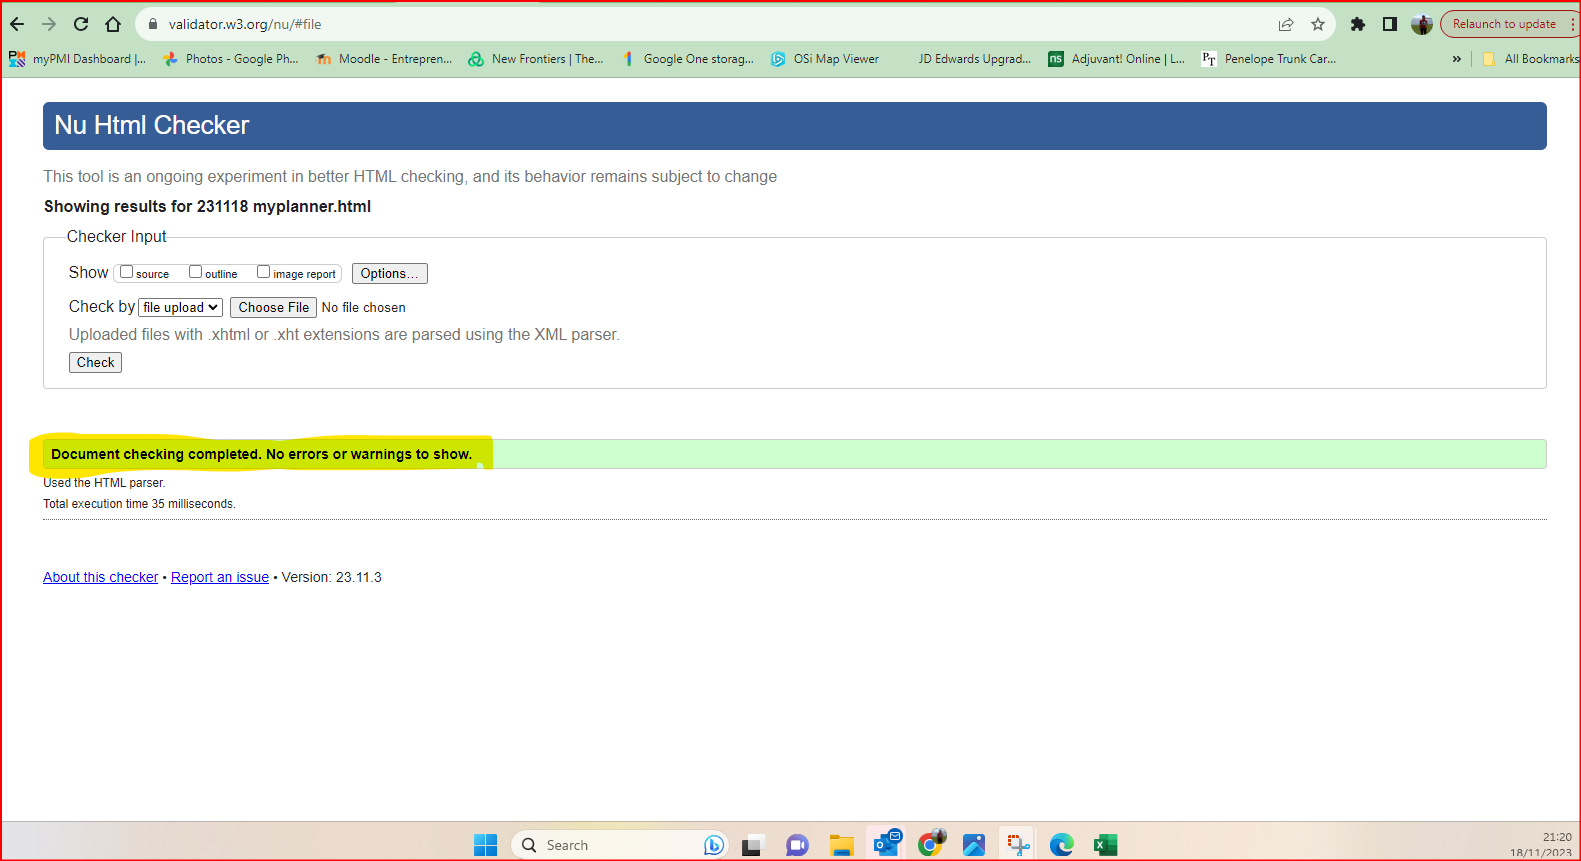 validator.w3.org/nu/#file
Relaunch to update
myPMI Dashboard |...
Photos - Google Ph...
Moodle - Entrepren...
New Frontiers | The...
Google One storag...
OSi Map Viewer
JD Edwards Upgrad...
ns
Adjuvant! Online | L...
PT
Penelope Trunk Car...
»
All Bookmarks
Nu Html Checker
This tool is an ongoing experiment in better HTML checking, and its behavior remains subject to change
Showing results for 231118 myplanner.html
Checker Input
Show source outline image report Options...
Check by file upload Choose File No file chosen
Uploaded files with .xhtml or .xht extensions are parsed using the XML parser.
Check
Document checking completed. No errors or warnings to show.
Used the HTML parser.
Total execution time 35 milliseconds.
About this checker • Report an issue • Version: 23.11.3
Search
21:20
18/11/2023